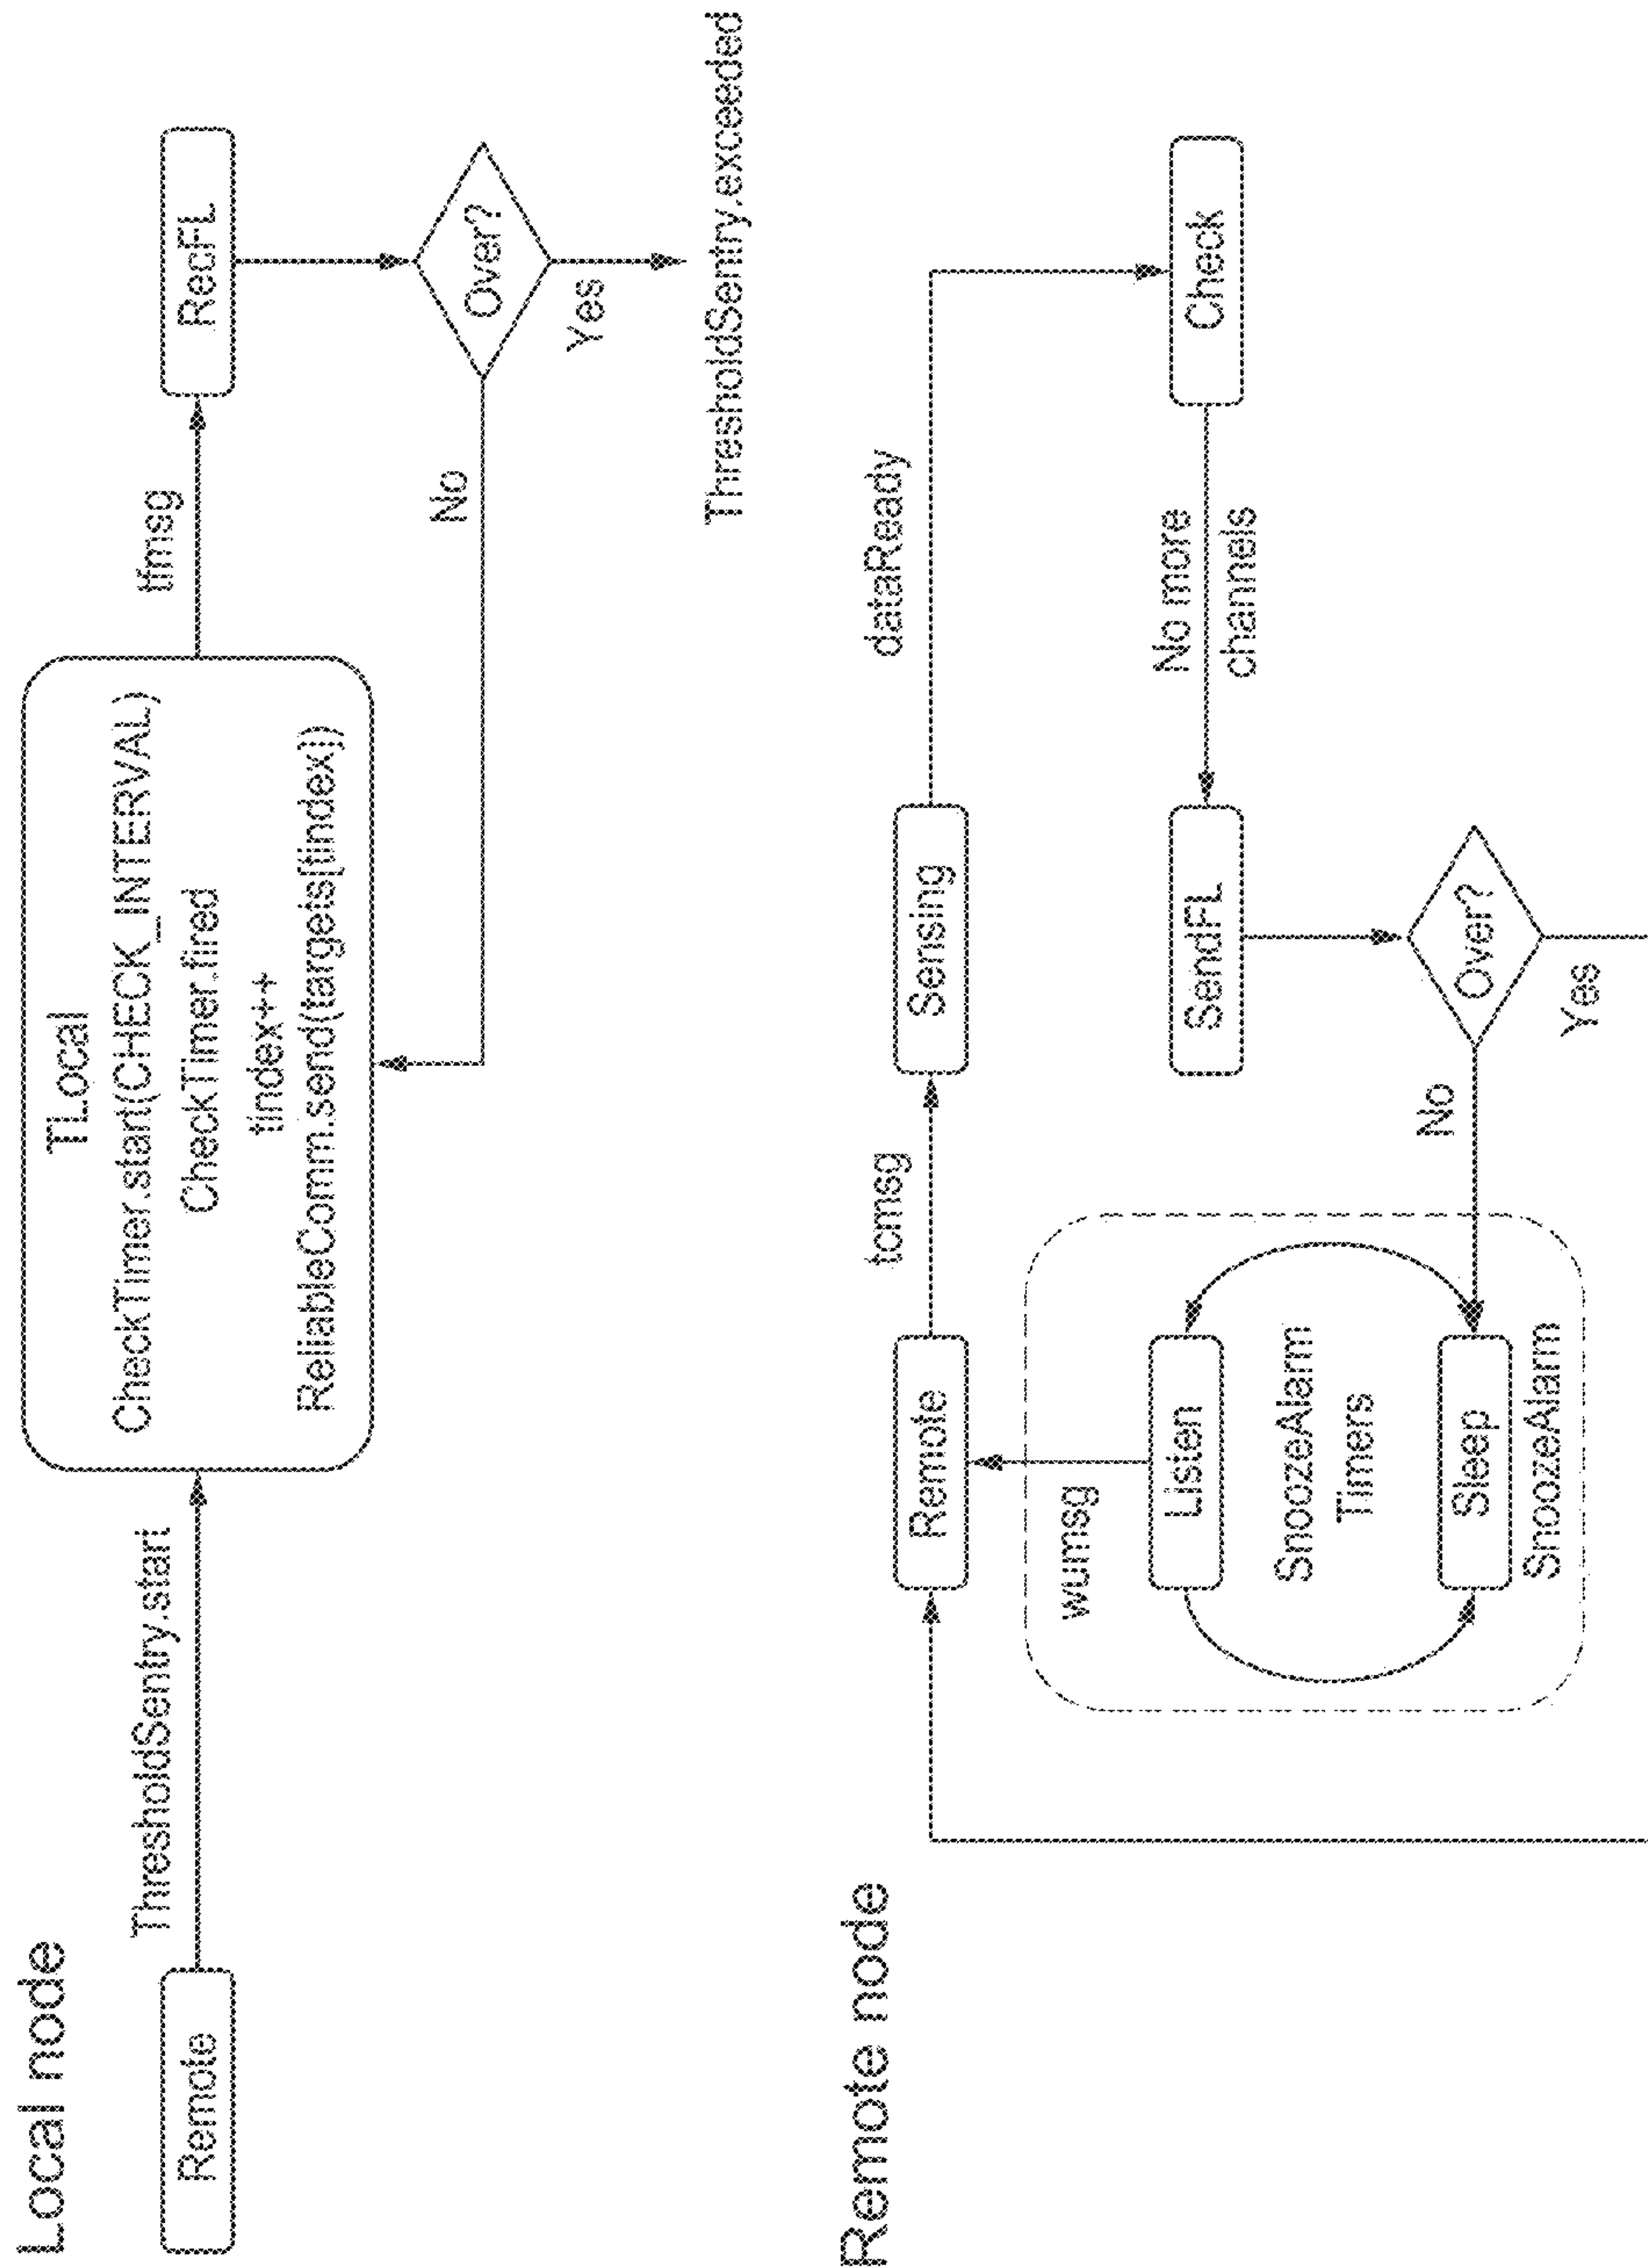 Local node
Remote
ThresholdSentry.start
TLocal
CheckTimer.start(CHECK_INTERVAL)
CheckTimer.fired
tindex++
ReliableComm.send(targets[tindex])
tfmsg
RecFL
Over?
No
Yes
ThresholdSentry.exceeded
Remote node
Remote
tcmsg
Sensing
dataReady
Check
No more
channels
SendFL
Over?
No
Yes
wumsg
Listen
SnoozeAlarm
Timers
Sleep
SnoozeAlarm